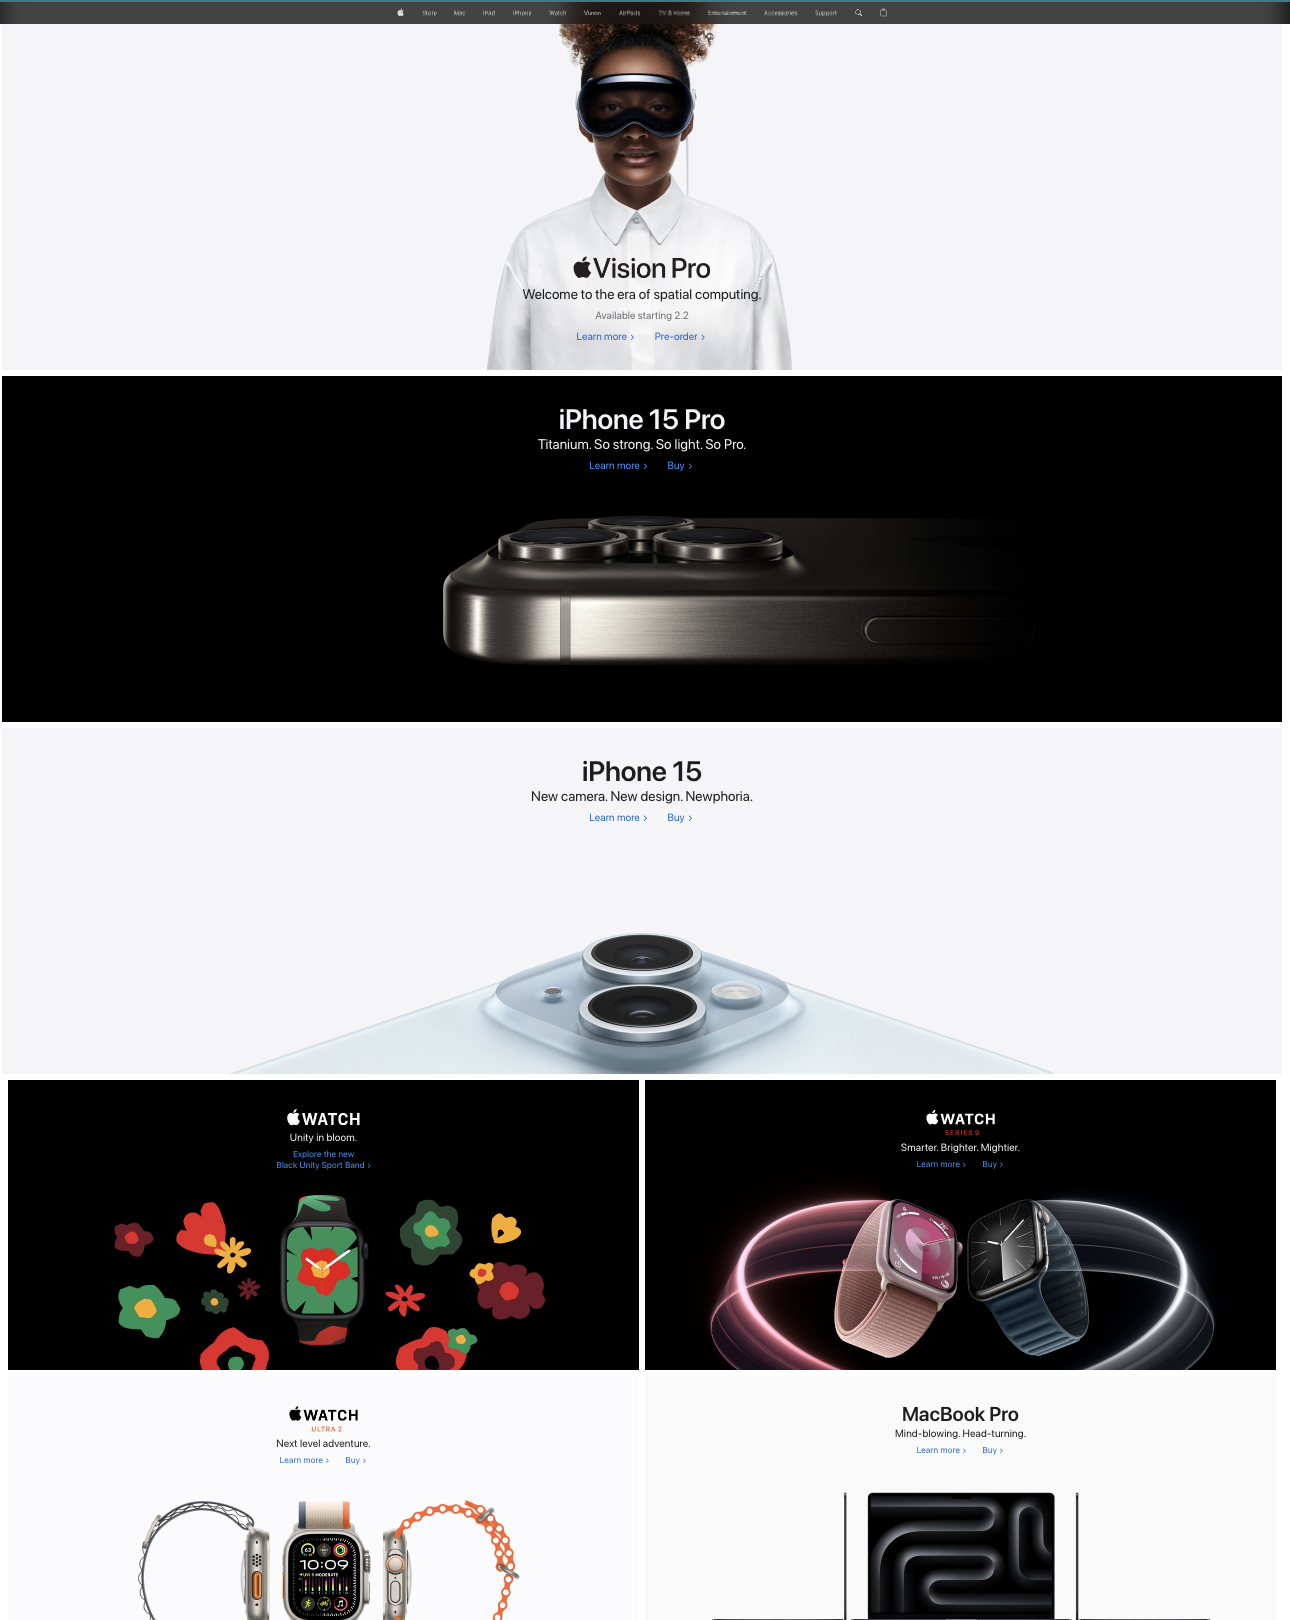 Store Mac iPad iPhone Watch Vision AirPods TV & Home Entertainment Accessories Support
Vision Pro
Welcome to the era of spatial computing.
Available starting 2.2
Learn more > Pre-order >
iPhone 15 Pro
Titanium. So strong. So light. So Pro.
Learn more > Buy >
iPhone 15
New camera. New design. Newphoria.
Learn more > Buy >
WATCH
Unity in bloom.
Explore the new
Black Unity Sport Band >
WATCH
SERIES 9
Smarter. Brighter. Mightier.
Learn more > Buy >
WATCH
ULTRA 2
Next level adventure.
Learn more > Buy >
63
10:09
UVI 5 MODERATE
MacBook Pro
Mind-blowing. Head-turning.
Learn more > Buy >